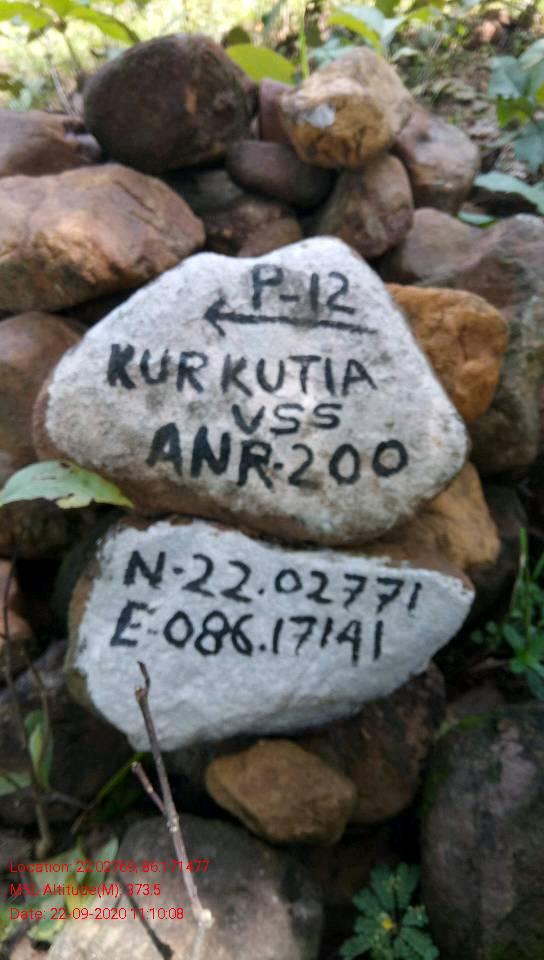 P-12
←
KURKUTIA
VSS
ANR-200
N-22.02771
E-086.17141
Location: 22.02769, 86.171477
MSL Altitude(M): 373.5
Date: 22-09-2020 11:10:08